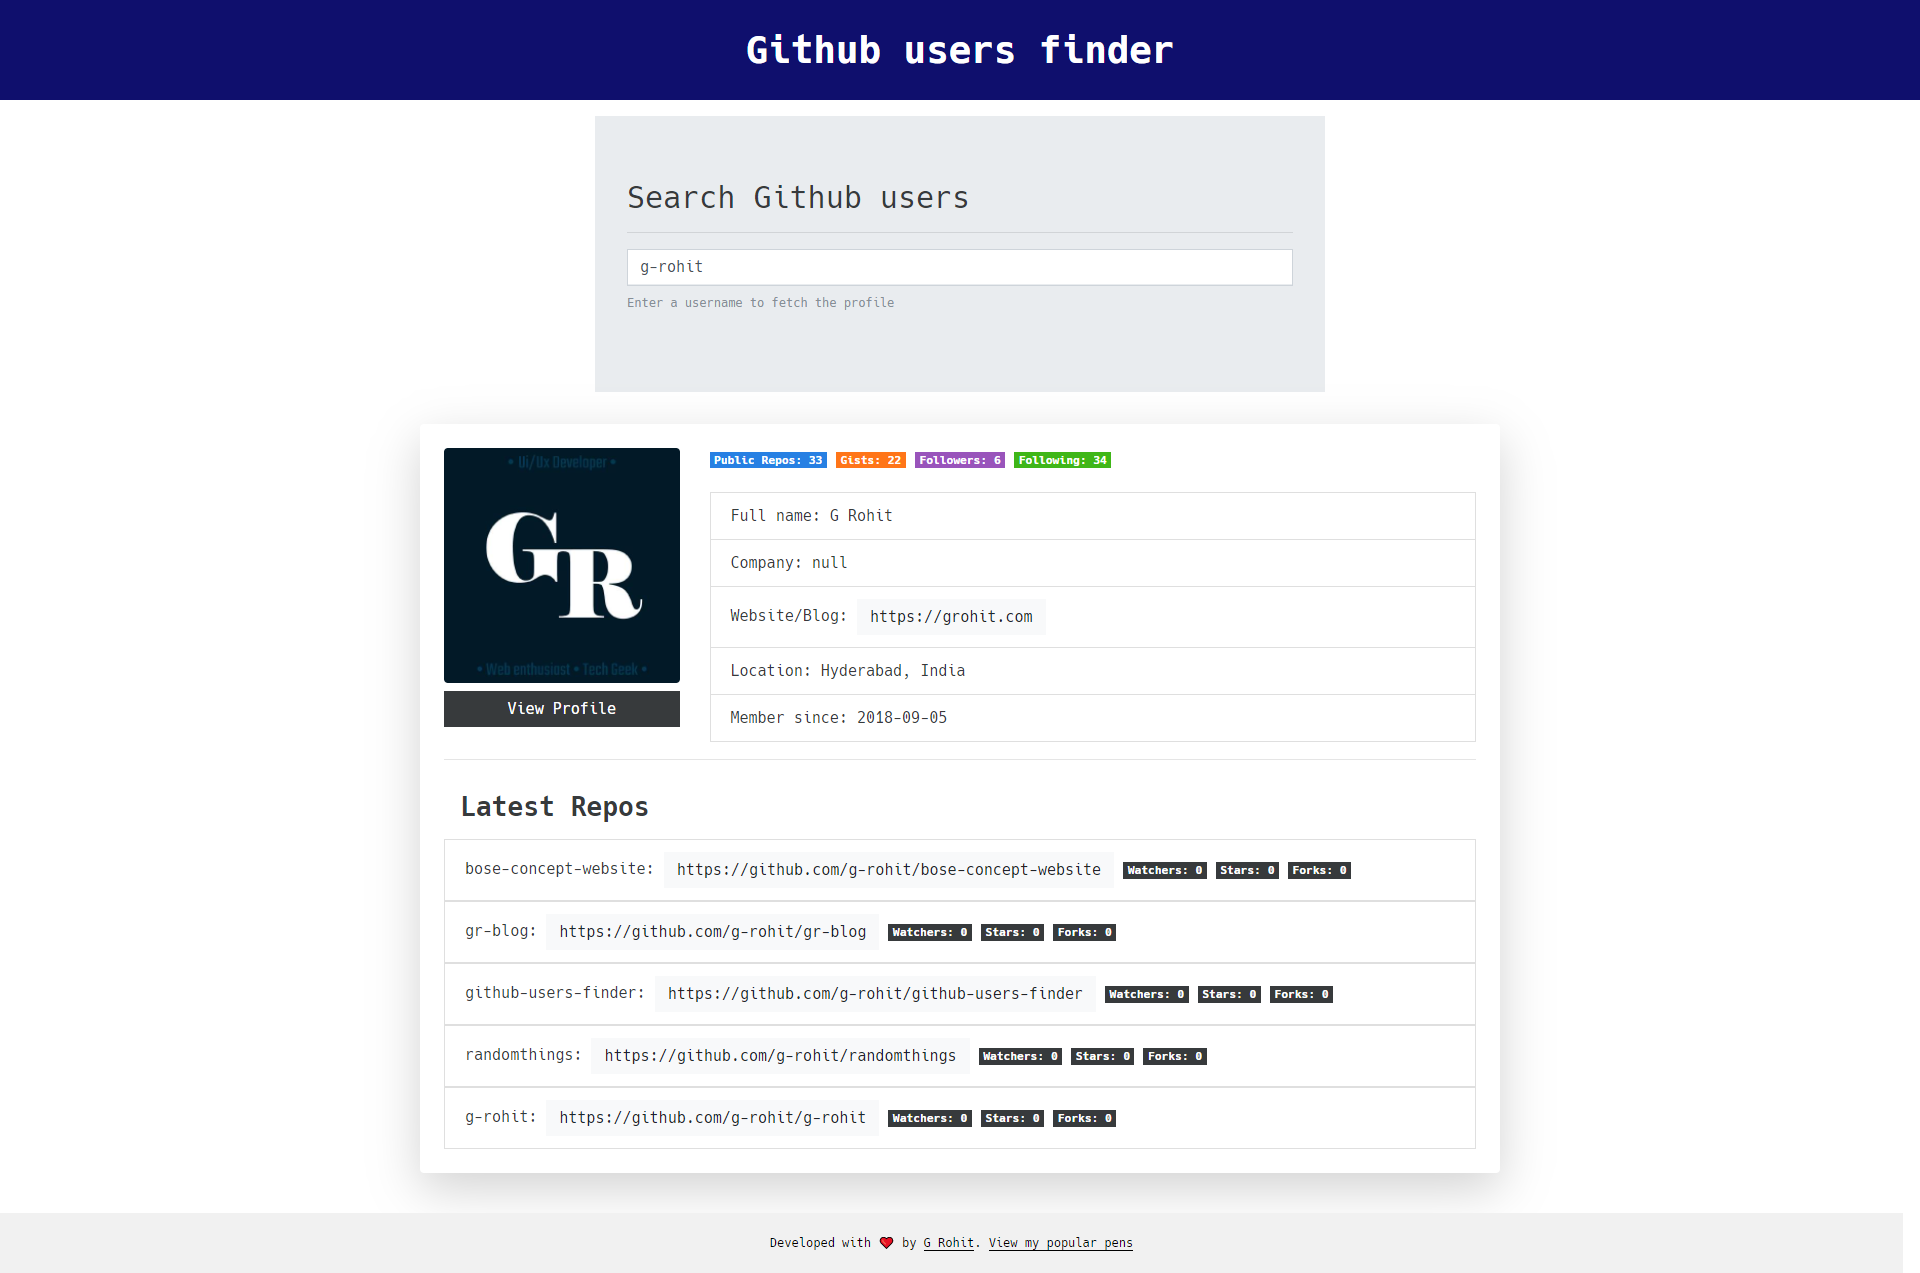 Github users finder
Search Github users
g-rohit
Enter a username to fetch the profile
• Ui/Ux Developer •
GR
• Web enthusiast • Tech Geek •
View Profile
Public Repos: 33 Gists: 22 Followers: 6 Following: 34
Full name: G Rohit
Company: null
Website/Blog: https://grohit.com
Location: Hyderabad, India
Member since: 2018-09-05
Latest Repos
bose-concept-website: https://github.com/g-rohit/bose-concept-website Watchers: 0 Stars: 0 Forks: 0
gr-blog: https://github.com/g-rohit/gr-blog Watchers: 0 Stars: 0 Forks: 0
github-users-finder: https://github.com/g-rohit/github-users-finder Watchers: 0 Stars: 0 Forks: 0
randomthings: https://github.com/g-rohit/randomthings Watchers: 0 Stars: 0 Forks: 0
g-rohit: https://github.com/g-rohit/g-rohit Watchers: 0 Stars: 0 Forks: 0
Developed with ❤ by G Rohit. View my popular pens